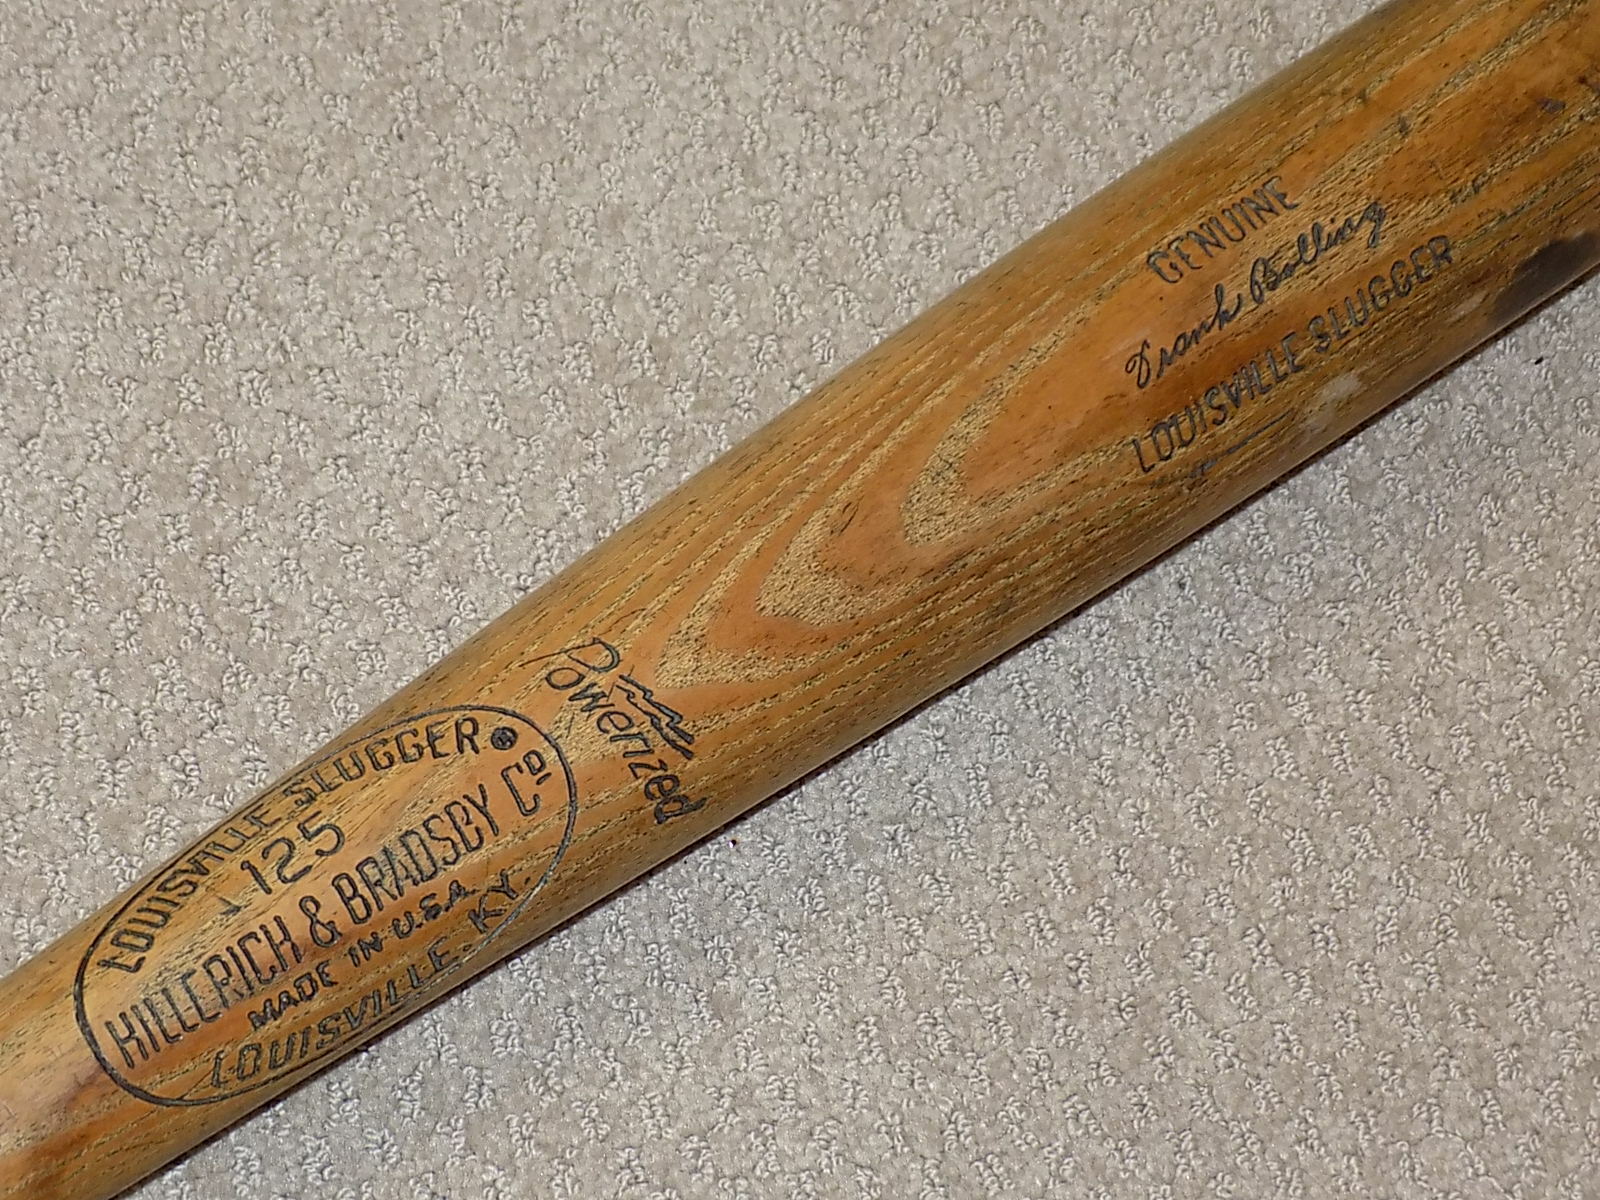 LOUISVILLE SLUGGER®
125
HILLERICH & BRADSBY Cº
MADE IN U.S.A.
LOUISVILLE. KY.
Powerized
GENUINE
Frank Bolling
LOUISVILLE SLUGGER